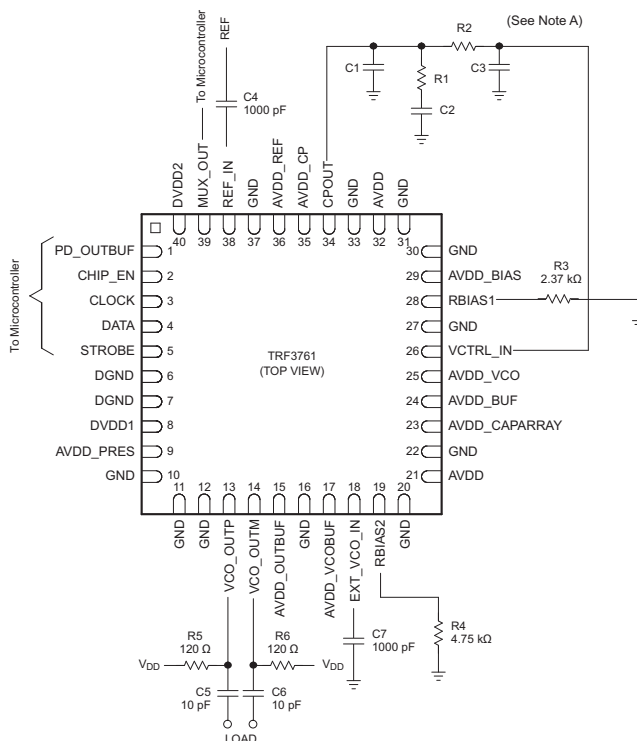 (See Note A)
R2
C1
R1
C3
C2
To Microcontroller
REF
C4
1000 pF
DVDD2
MUX_OUT
REF_IN
GND
AVDD_REF
AVDD_CP
CPOUT
GND
AVDD
GND
40
39
38
37
36
35
34
33
32
31
To Microcontroller
PD_OUTBUF
1
CHIP_EN
2
CLOCK
3
DATA
4
STROBE
5
DGND
6
DGND
7
DVDD1
8
AVDD_PRES
9
GND
10
TRF3761
(TOP VIEW)
30
GND
29
AVDD_BIAS
28
RBIAS1
27
GND
26
VCTRL_IN
25
AVDD_VCO
24
AVDD_BUF
23
AVDD_CAPARRAY
22
GND
21
AVDD
R3
2.37 kΩ
11
12
13
14
15
16
17
18
19
20
GND
GND
VCO_OUTP
VCO_OUTM
AVDD_OUTBUF
GND
AVDD_VCOBUF
EXT_VCO_IN
RBIAS2
GND
R5
120 Ω
R6
120 Ω
VDD
VDD
C7
1000 pF
R4
4.75 kΩ
C5
10 pF
C6
10 pF
LOAD